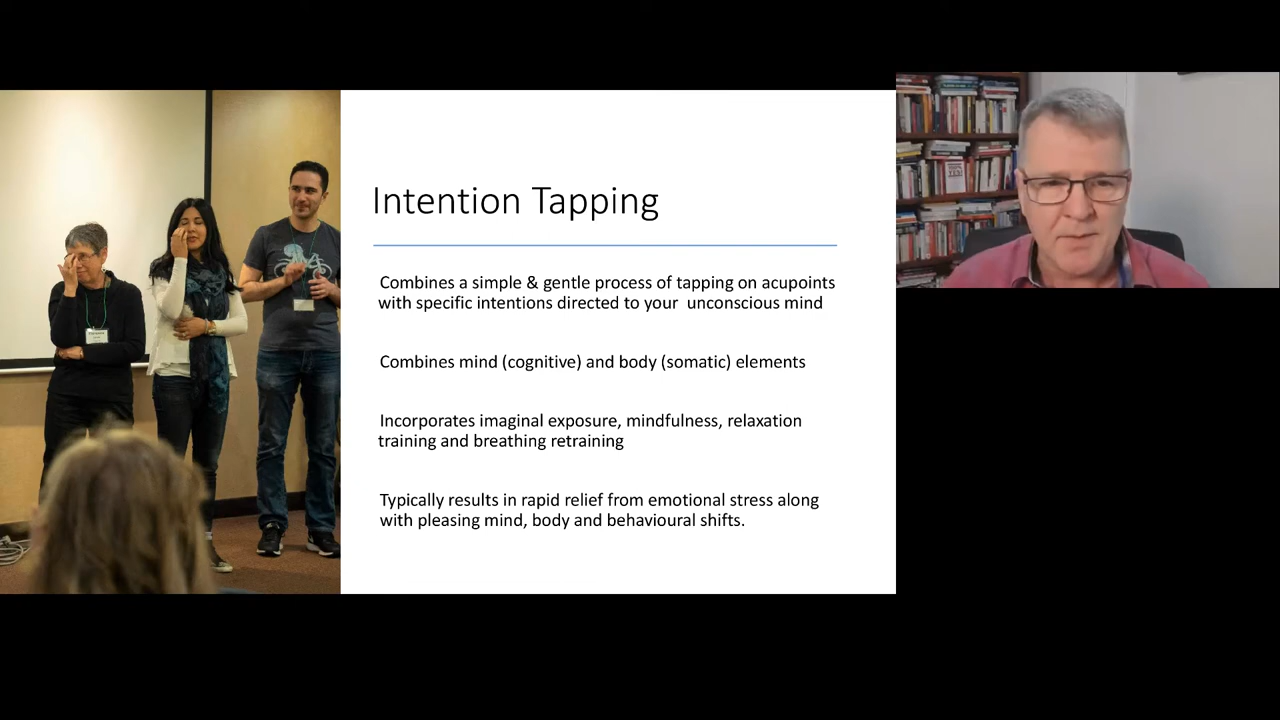 Intention Tapping
Combines a simple & gentle process of tapping on acupoints
with specific intentions directed to your unconscious mind
Combines mind (cognitive) and body (somatic) elements
Incorporates imaginal exposure, mindfulness, relaxation
training and breathing retraining
Typically results in rapid relief from emotional stress along
with pleasing mind, body and behavioural shifts.